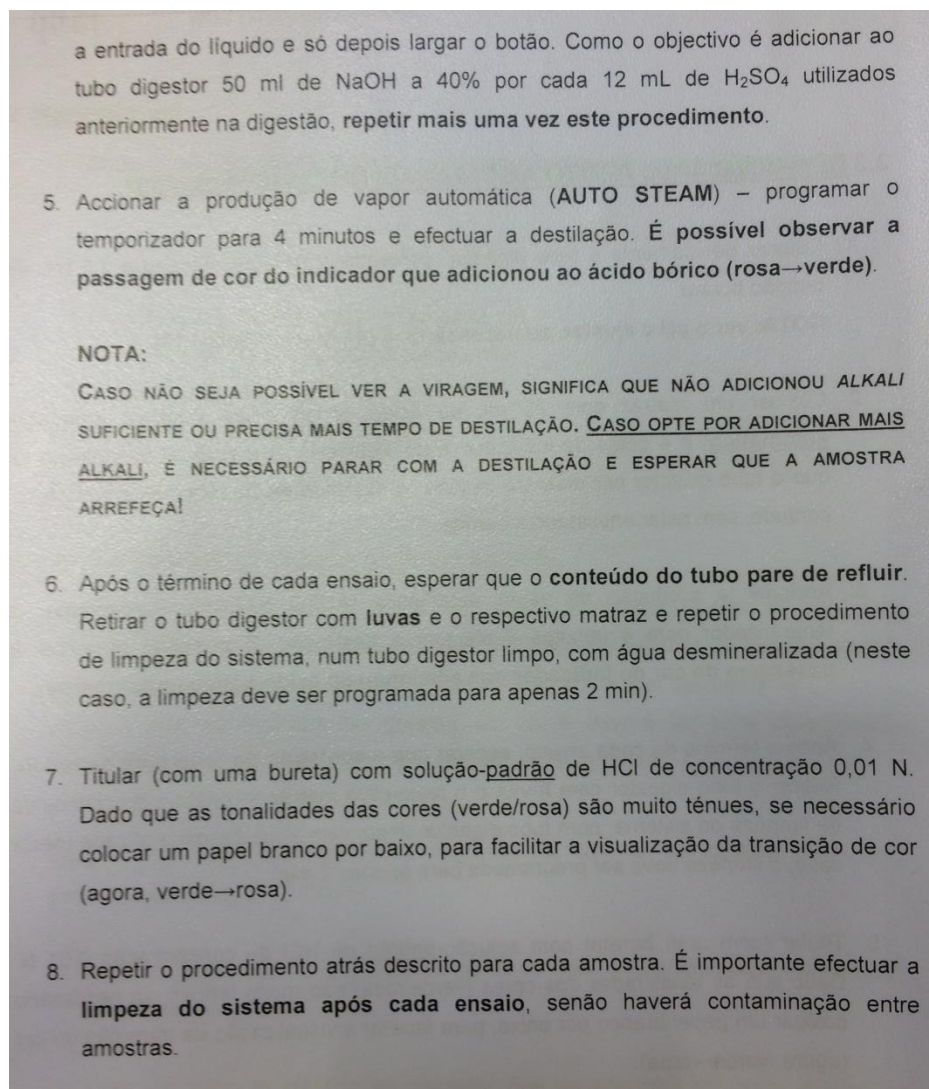 a entrada do líquido e só depois largar o botão. Como o objectivo é adicionar ao
tubo digestor 50 ml de NaOH a 40% por cada 12 mL de H₂SO₄ utilizados
anteriormente na digestão, repetir mais uma vez este procedimento.
5. Accionar a produção de vapor automática (AUTO STEAM) – programar o
temporizador para 4 minutos e efectuar a destilação. É possível observar a
passagem de cor do indicador que adicionou ao ácido bórico (rosa→verde).
NOTA:
CASO NÃO SEJA POSSÍVEL VER A VIRAGEM, SIGNIFICA QUE NÃO ADICIONOU ALKALI
SUFICIENTE OU PRECISA MAIS TEMPO DE DESTILAÇÃO. CASO OPTE POR ADICIONAR MAIS
ALKALI, É NECESSÁRIO PARAR COM A DESTILAÇÃO E ESPERAR QUE A AMOSTRA
ARREFEÇA!
6. Após o término de cada ensaio, esperar que o conteúdo do tubo pare de refluir.
Retirar o tubo digestor com luvas e o respectivo matraz e repetir o procedimento
de limpeza do sistema, num tubo digestor limpo, com água desmineralizada (neste
caso, a limpeza deve ser programada para apenas 2 min).
7. Titular (com uma bureta) com solução-padrão de HCl de concentração 0,01 N.
Dado que as tonalidades das cores (verde/rosa) são muito ténues, se necessário
colocar um papel branco por baixo, para facilitar a visualização da transição de cor
(agora, verde→rosa).
8. Repetir o procedimento atrás descrito para cada amostra. É importante efectuar a
limpeza do sistema após cada ensaio, senão haverá contaminação entre
amostras.